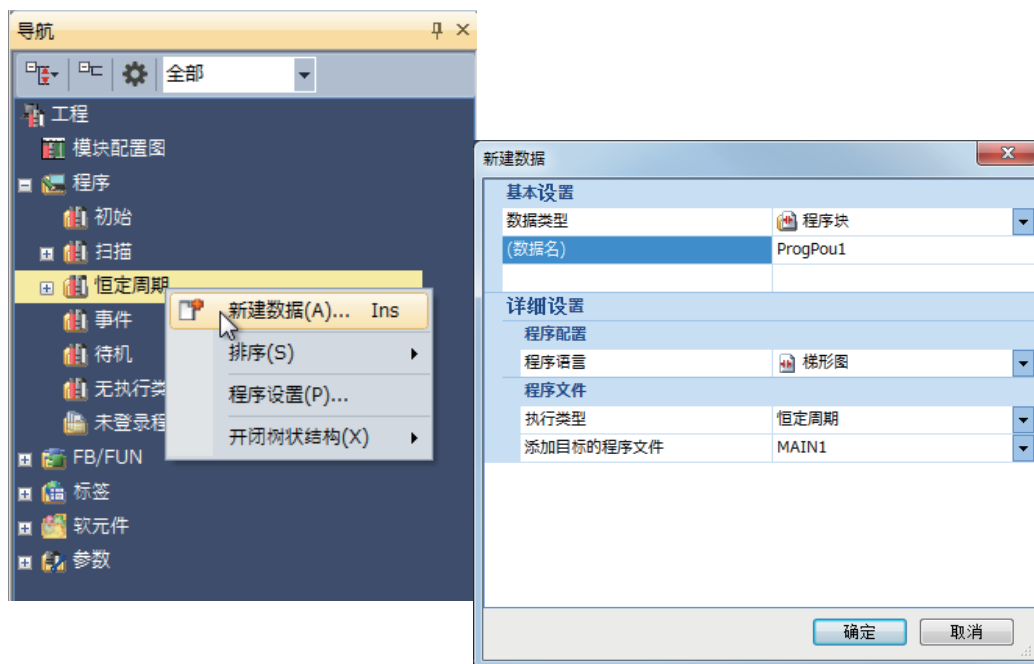 导航
全部
工程
模块配置图
程序
初始
扫描
恒定周期
事件
待机
无执行类
未登录程
FB/FUN
标签
软元件
参数
新建数据(A)... Ins
排序(S)
程序设置(P)...
开闭树状结构(X)
新建数据
基本设置
数据类型 程序块
(数据名) ProgPou1
详细设置
程序配置
程序语言 梯形图
程序文件
执行类型 恒定周期
添加目标的程序文件 MAIN1
确定 取消